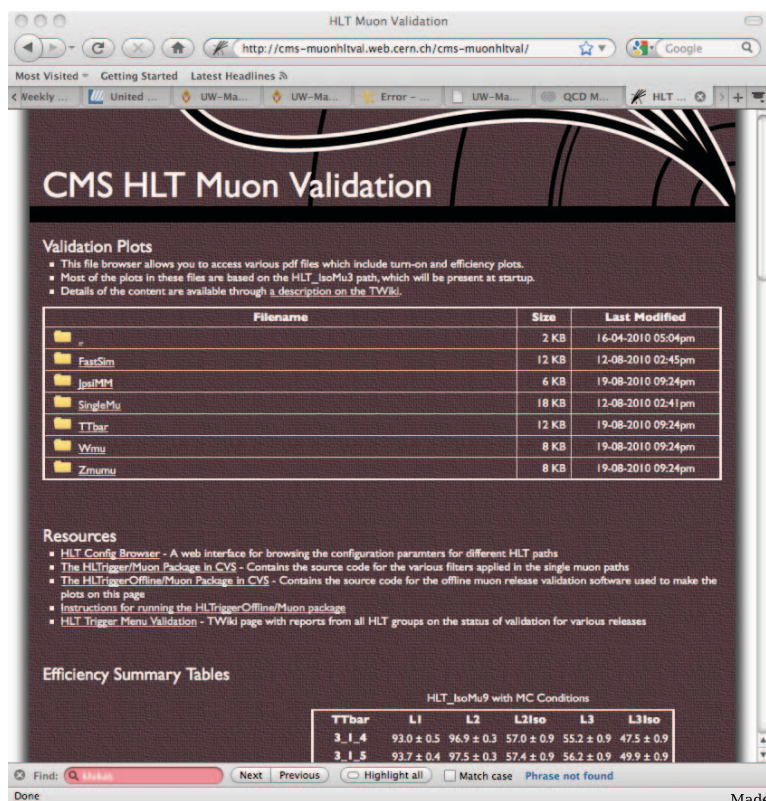 HLT Muon Validation
http://cms-muonhltval.web.cern.ch/cms-muonhltval/
Google
Most Visited Getting Started Latest Headlines
Weekly ... United ... UW-Ma... UW-Ma... Error - ... UW-Ma... QCD M... HLT ...
CMS HLT Muon Validation
Validation Plots
This file browser allows you to access various pdf files which include turn-on and efficiency plots.
Most of the plots in these files are based on the HLT_IsoMu3 path, which will be present at startup.
Details of the content are available through a description on the TWiki.
Filename Size Last Modified
2 KB 16-04-2010 05:04pm
FastSim 12 KB 12-08-2010 02:45pm
JpsiMM 6 KB 19-08-2010 09:24pm
SingleMu 18 KB 12-08-2010 02:41pm
TTbar 12 KB 19-08-2010 09:24pm
Wmu 8 KB 19-08-2010 09:24pm
Zmumu 8 KB 19-08-2010 09:24pm
Resources
HLT Config Browser - A web interface for browsing the configuration paramters for different HLT paths
The HLTrigger/Muon Package in CVS - Contains the source code for the various filters applied in the single muon paths
The HLTriggerOffline/Muon Package in CVS - Contains the source code for the offline muon release validation software used to make the
plots on this page
Instructions for running the HLTriggerOffline/Muon package
HLT Trigger Menu Validation - TWiki page with reports from all HLT groups on the status of validation for various releases
Efficiency Summary Tables
HLT_IsoMu9 with MC Conditions
TTbar L1 L2 L2Iso L3 L3Iso
3_1_4 93.0 ± 0.5 96.9 ± 0.3 57.0 ± 0.9 55.2 ± 0.9 47.5 ± 0.9
3_1_5 93.7 ± 0.4 97.5 ± 0.3 57.4 ± 0.9 56.2 ± 0.9 49.9 ± 0.9
Find: Next Previous Highlight all Match case Phrase not found
Done
Made